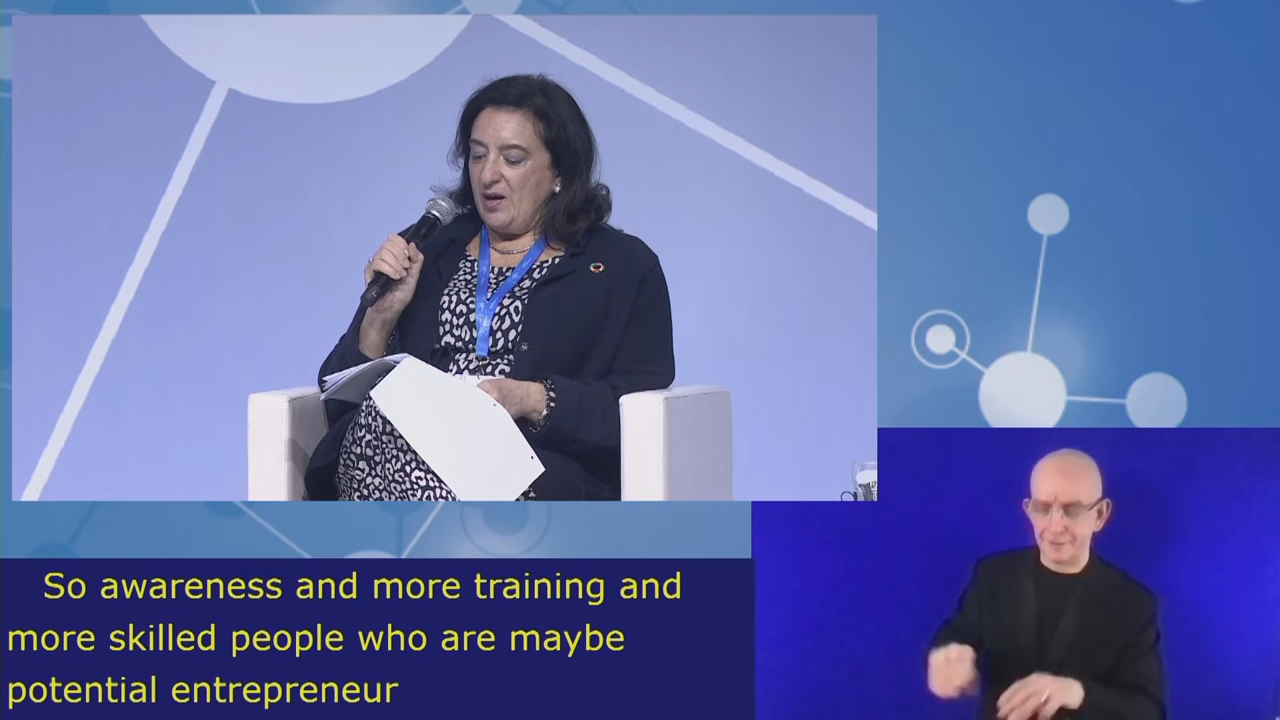 So awareness and more training and
more skilled people who are maybe
potential entrepreneur